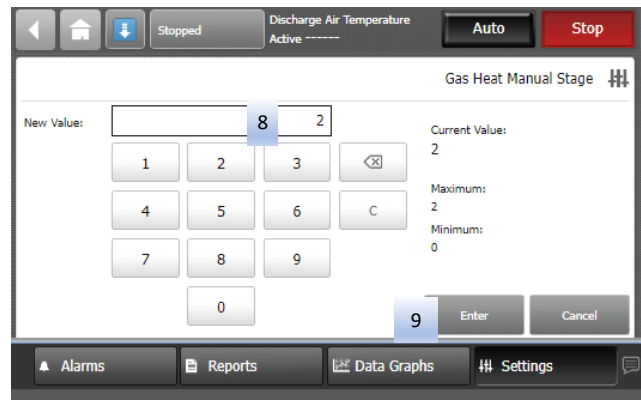 Stopped
Discharge Air Temperature
Active ------
Auto
Stop
Gas Heat Manual Stage
New Value:
8
2
1
2
3
4
5
6
C
7
8
9
0
Current Value:
2
Maximum:
2
Minimum:
0
9
Enter
Cancel
Alarms
Reports
Data Graphs
Settings